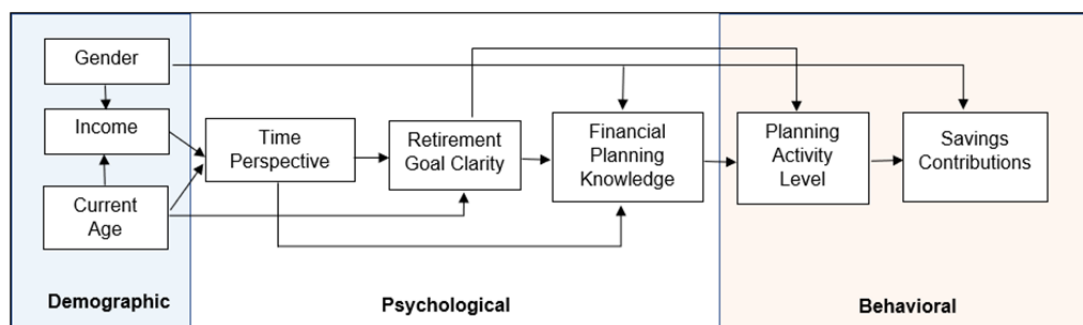 Gender
Income
Current
Age
Time
Perspective
Retirement
Goal Clarity
Financial
Planning
Knowledge
Planning
Activity
Level
Savings
Contributions
Demographic
Psychological
Behavioral